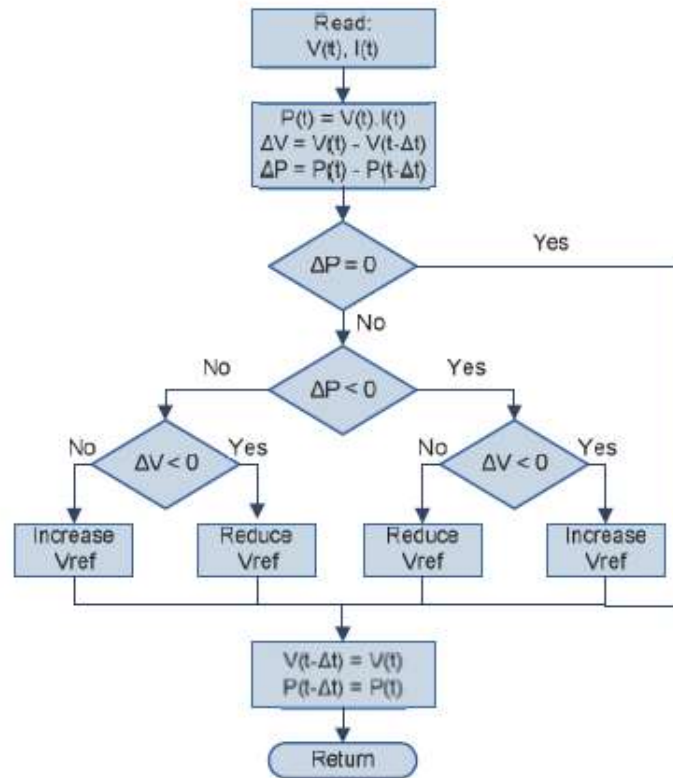 Read:
V(t), I(t)
P(t) = V(t).I(t)
ΔV = V(t) - V(t-Δt)
ΔP = P(t) - P(t-Δt)
ΔP = 0
Yes
No
ΔP < 0
No
Yes
ΔV < 0
No
Yes
ΔV < 0
No
Yes
Increase
Vref
Reduce
Vref
Reduce
Vref
Increase
Vref
V(t-Δt) = V(t)
P(t-Δt) = P(t)
Return